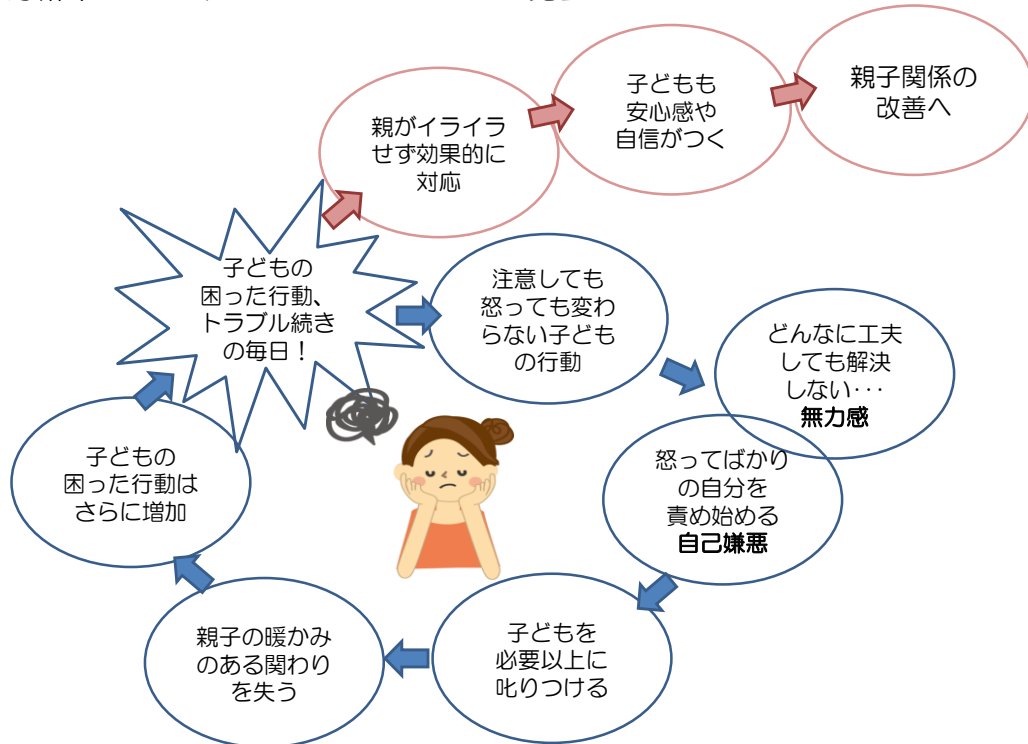 親子関係の
改善へ
子どもも
安心感や
自信がつく
親がイライラ
せず効果的に
対応
子どもの
困った行動、
トラブル続き
の毎日！
注意しても
怒っても変わ
らない子ども
の行動
どんなに工夫
しても解決
しない･･･
無力感
怒ってばかり
の自分を
責め始める
自己嫌悪
子どもを
必要以上に
叱りつける
親子の暖かみ
のある関わり
を失う
子どもの
困った行動は
さらに増加